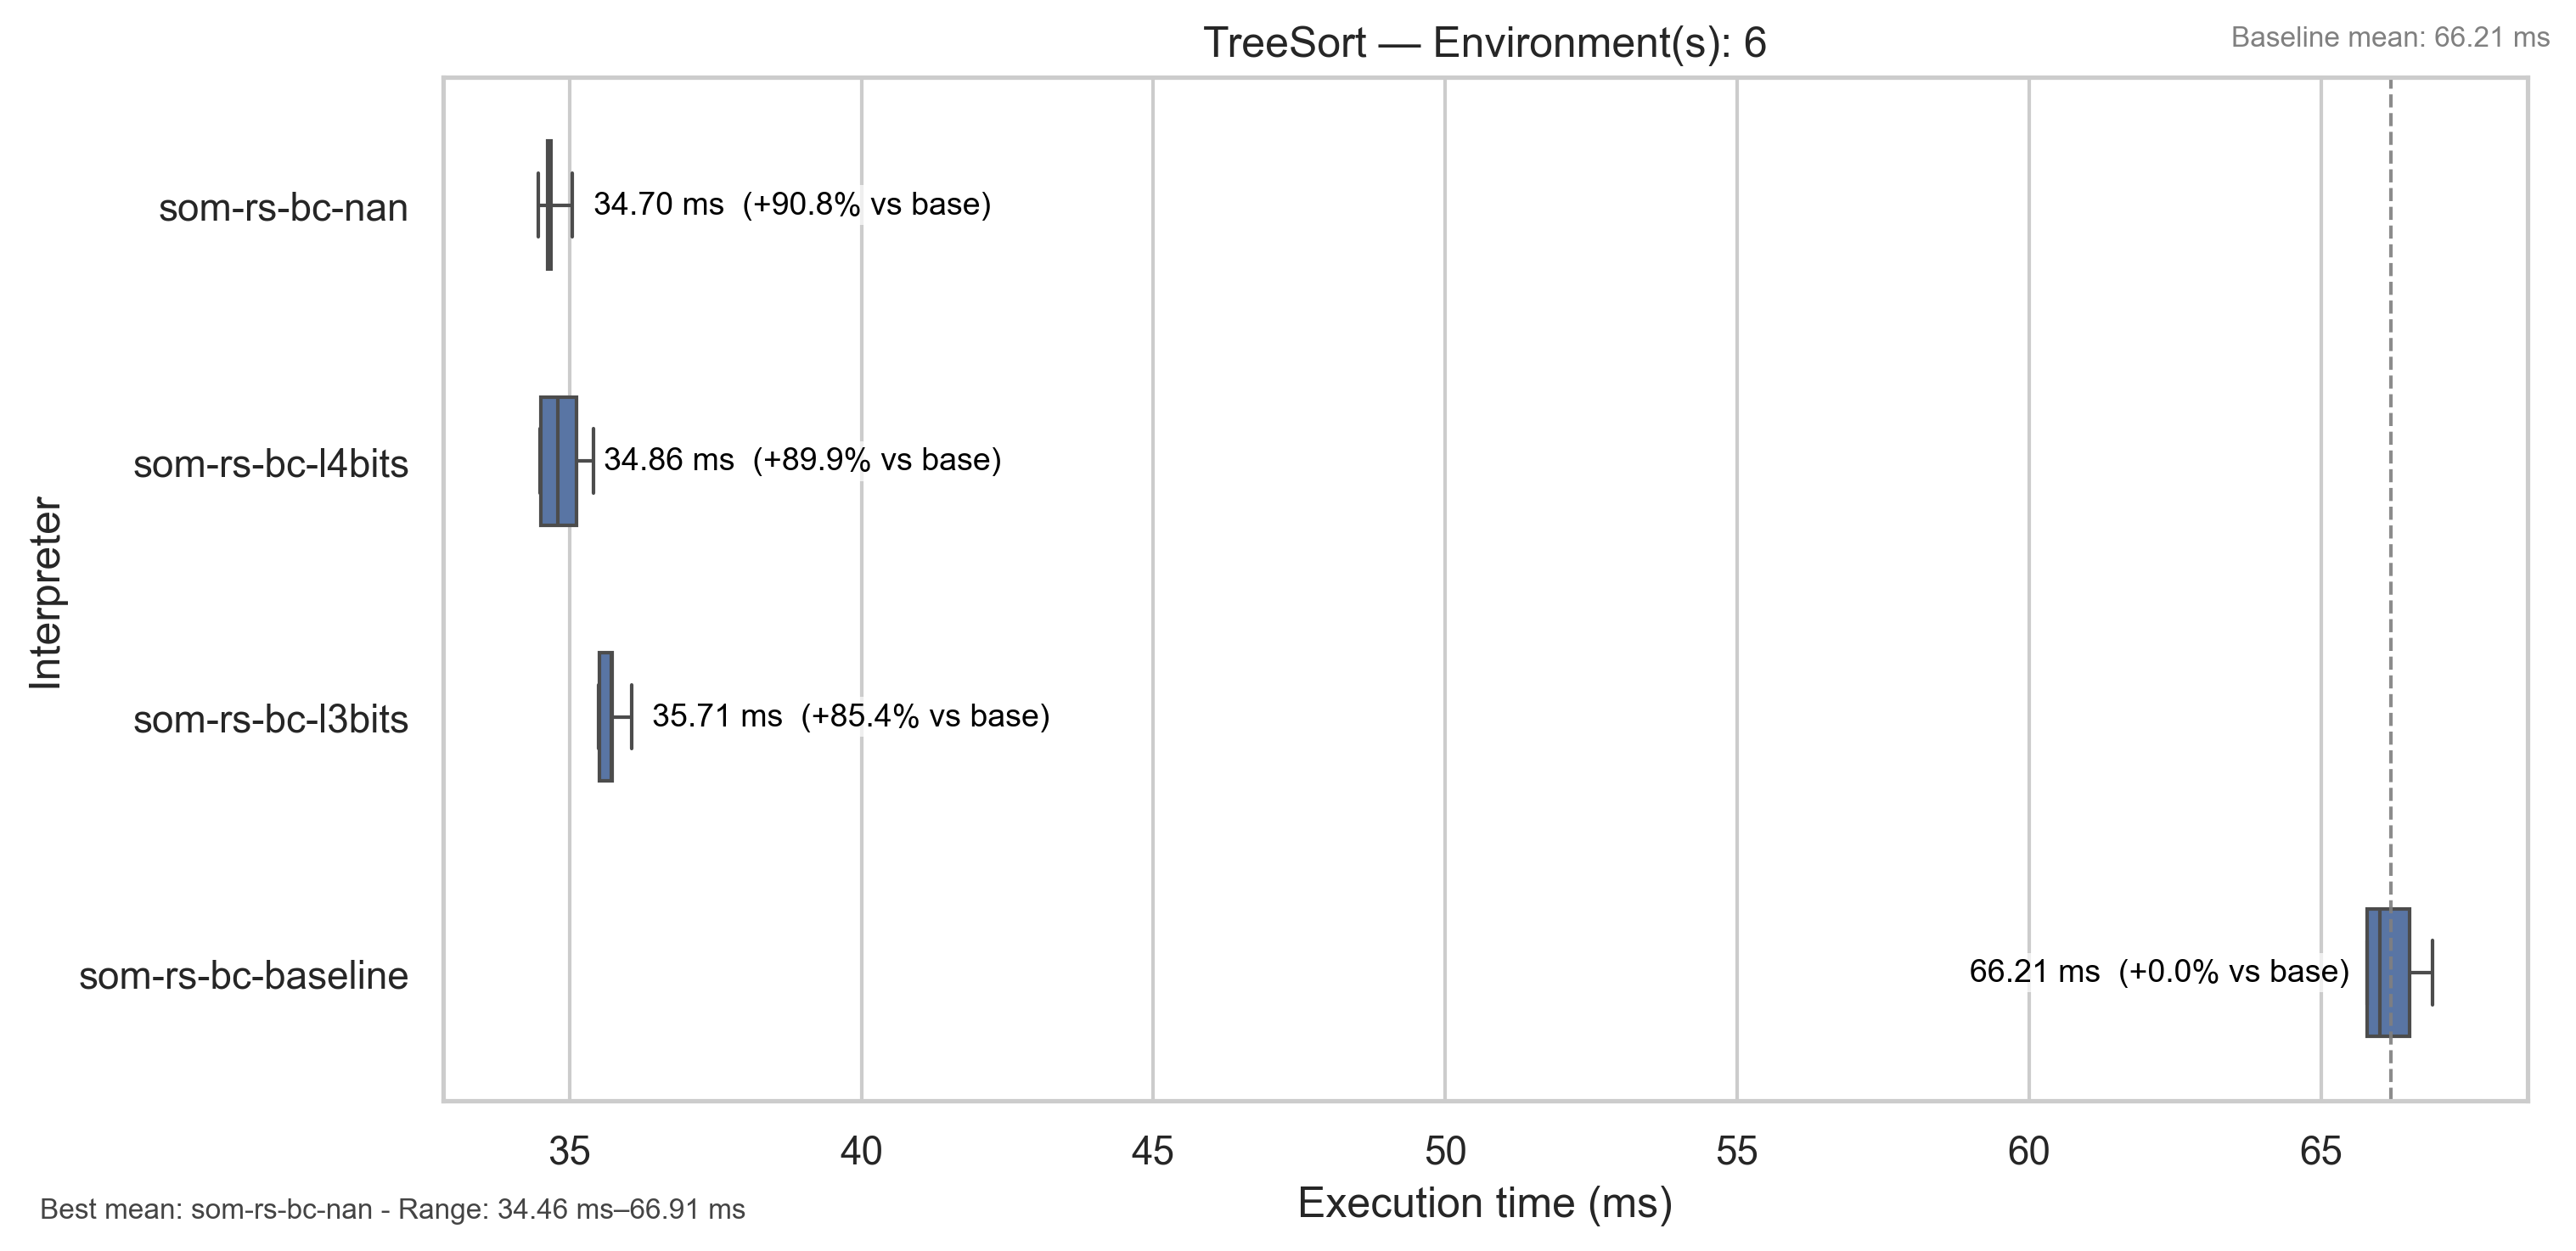 TreeSort — Environment(s): 6
Baseline mean: 66.21 ms
Interpreter
som-rs-bc-nan
34.70 ms  (+90.8% vs base)
som-rs-bc-l4bits
34.86 ms  (+89.9% vs base)
som-rs-bc-l3bits
35.71 ms  (+85.4% vs base)
som-rs-bc-baseline
66.21 ms  (+0.0% vs base)
35 40 45 50 55 60 65
Execution time (ms)
Best mean: som-rs-bc-nan - Range: 34.46 ms–66.91 ms